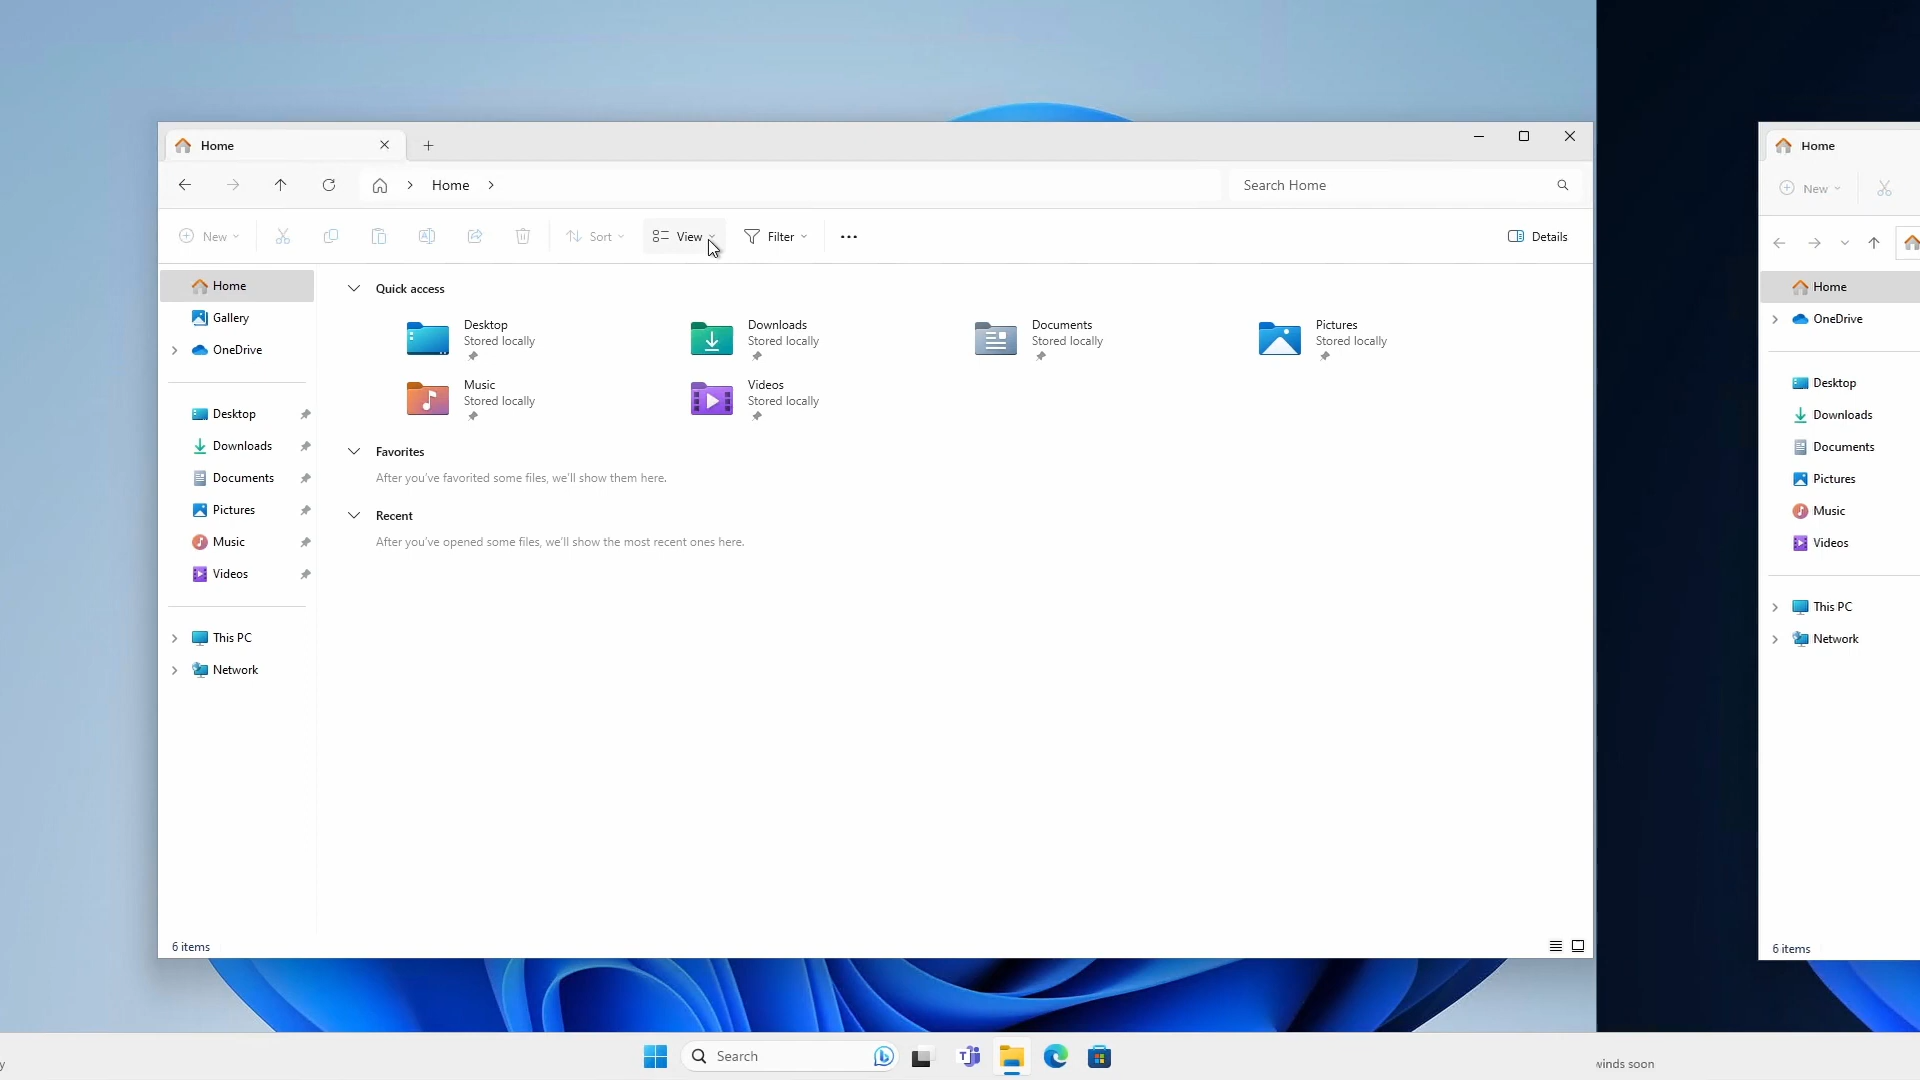 Home
Home
Search Home
New
Sort
View
Filter
Details
Home
Gallery
OneDrive
Desktop
Downloads
Documents
Pictures
Music
Videos
This PC
Network
Quick access
Desktop
Stored locally
Downloads
Stored locally
Documents
Stored locally
Pictures
Stored locally
Music
Stored locally
Videos
Stored locally
Favorites
After you've favorited some files, we'll show them here.
Recent
After you've opened some files, we'll show the most recent ones here.
6 items
Home
New
Home
OneDrive
Desktop
Downloads
Documents
Pictures
Music
Videos
This PC
Network
6 items
y
Search
winds soon